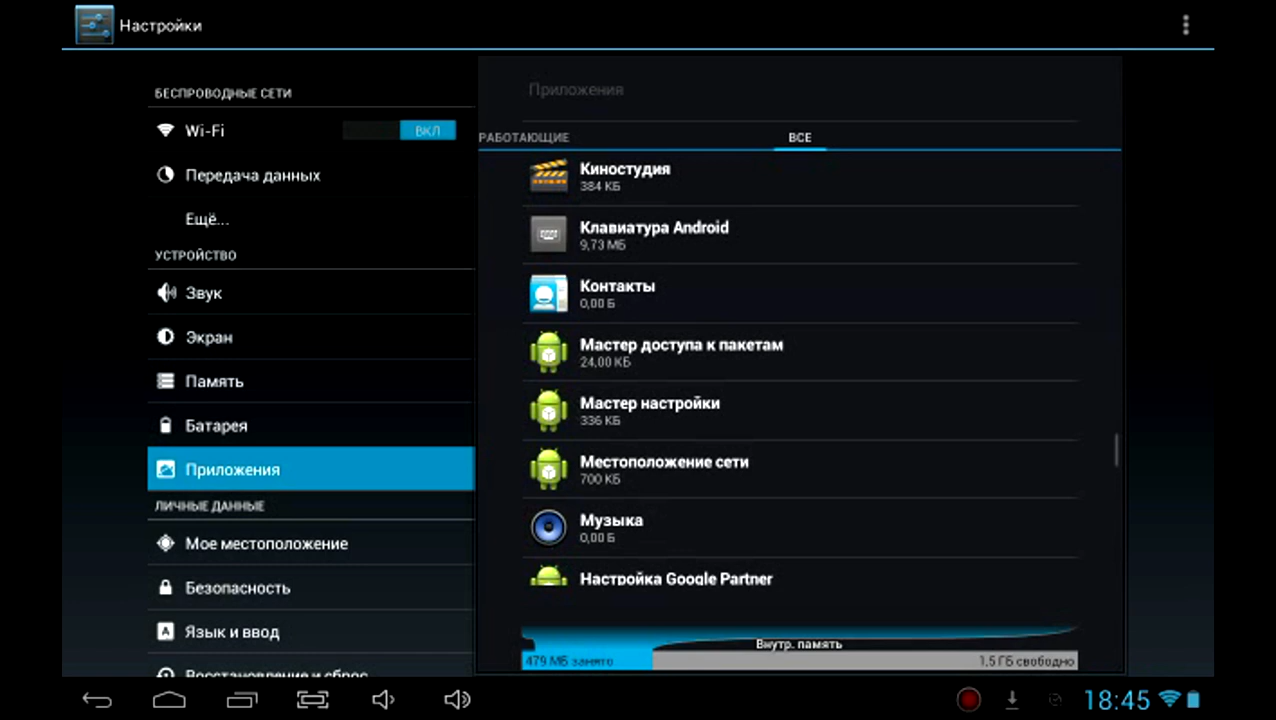 Настройки
БЕСПРОВОДНЫЕ СЕТИ
Wi-Fi
ВКЛ
Передача данных
Ещё...
УСТРОЙСТВО
Звук
Экран
Память
Батарея
Приложения
ЛИЧНЫЕ ДАННЫЕ
Мое местоположение
Безопасность
Язык и ввод
Восстановление и сброс
Приложения
РАБОТАЮЩИЕ
ВСЕ
Киностудия
384 КБ
Клавиатура Android
9,73 МБ
Контакты
0,00 Б
Мастер доступа к пакетам
24,00 КБ
Мастер настройки
336 КБ
Местоположение сети
700 КБ
Музыка
0,00 Б
Настройка Google Partner
Внутр. память
479 МБ занято
1,5 ГБ свободно
18:45